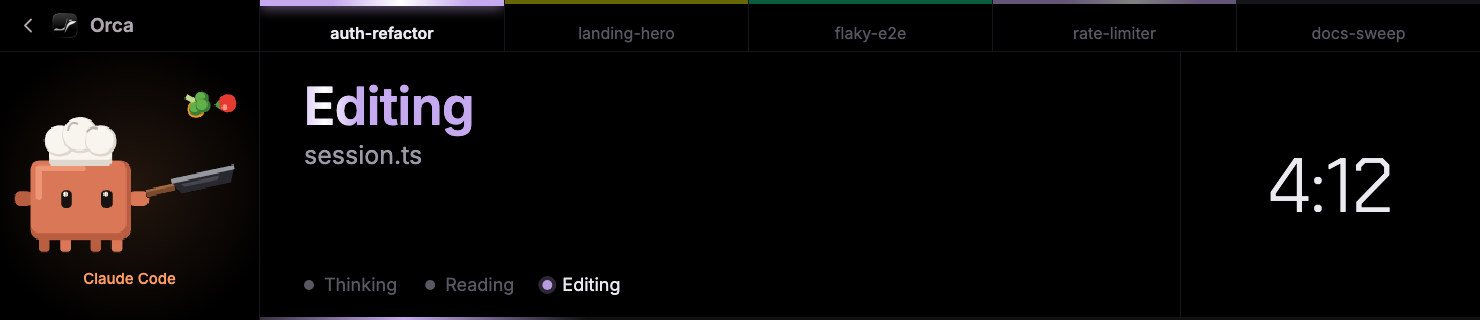 Orca
auth-refactor
landing-hero
flaky-e2e
rate-limiter
docs-sweep
Editing
session.ts
4:12
Thinking
Reading
Editing
Claude Code